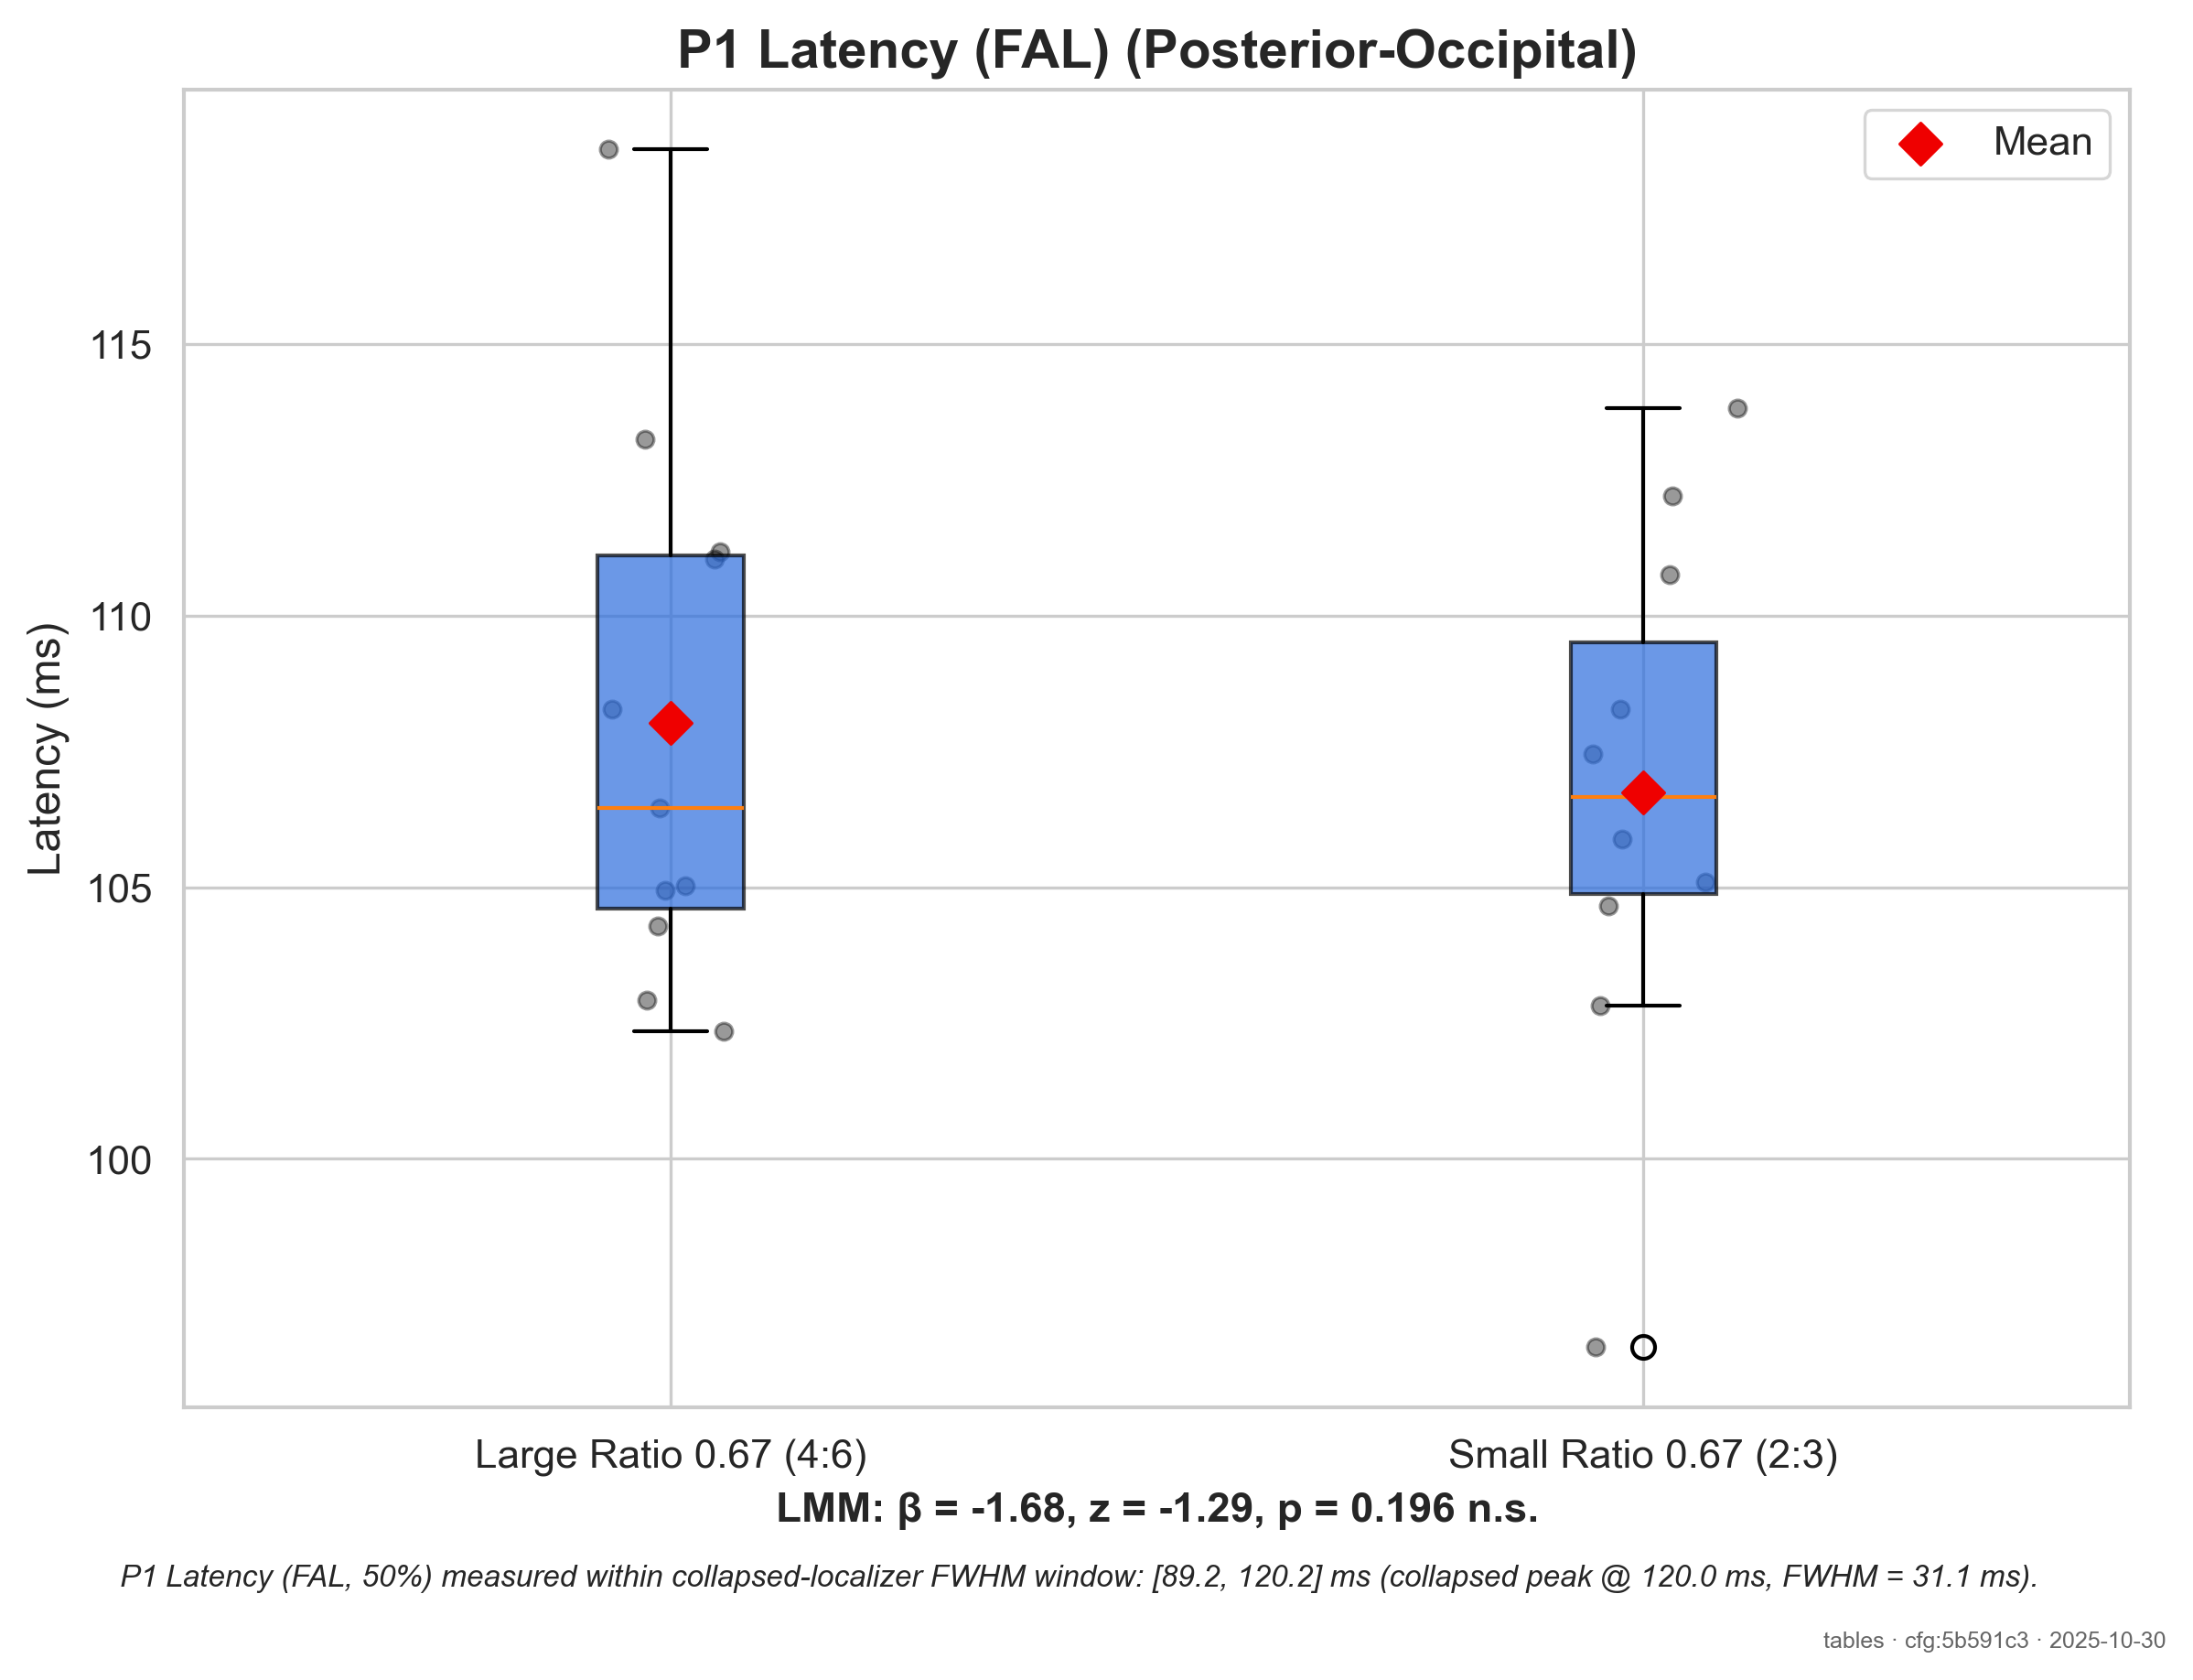 P1 Latency (FAL) (Posterior-Occipital)
Mean
Latency (ms)
115
110
105
100
Large Ratio 0.67 (4:6)
Small Ratio 0.67 (2:3)
LMM: β = -1.68, z = -1.29, p = 0.196 n.s.
P1 Latency (FAL, 50%) measured within collapsed-localizer FWHM window: [89.2, 120.2] ms (collapsed peak @ 120.0 ms, FWHM = 31.1 ms).
tables · cfg:5b591c3 · 2025-10-30